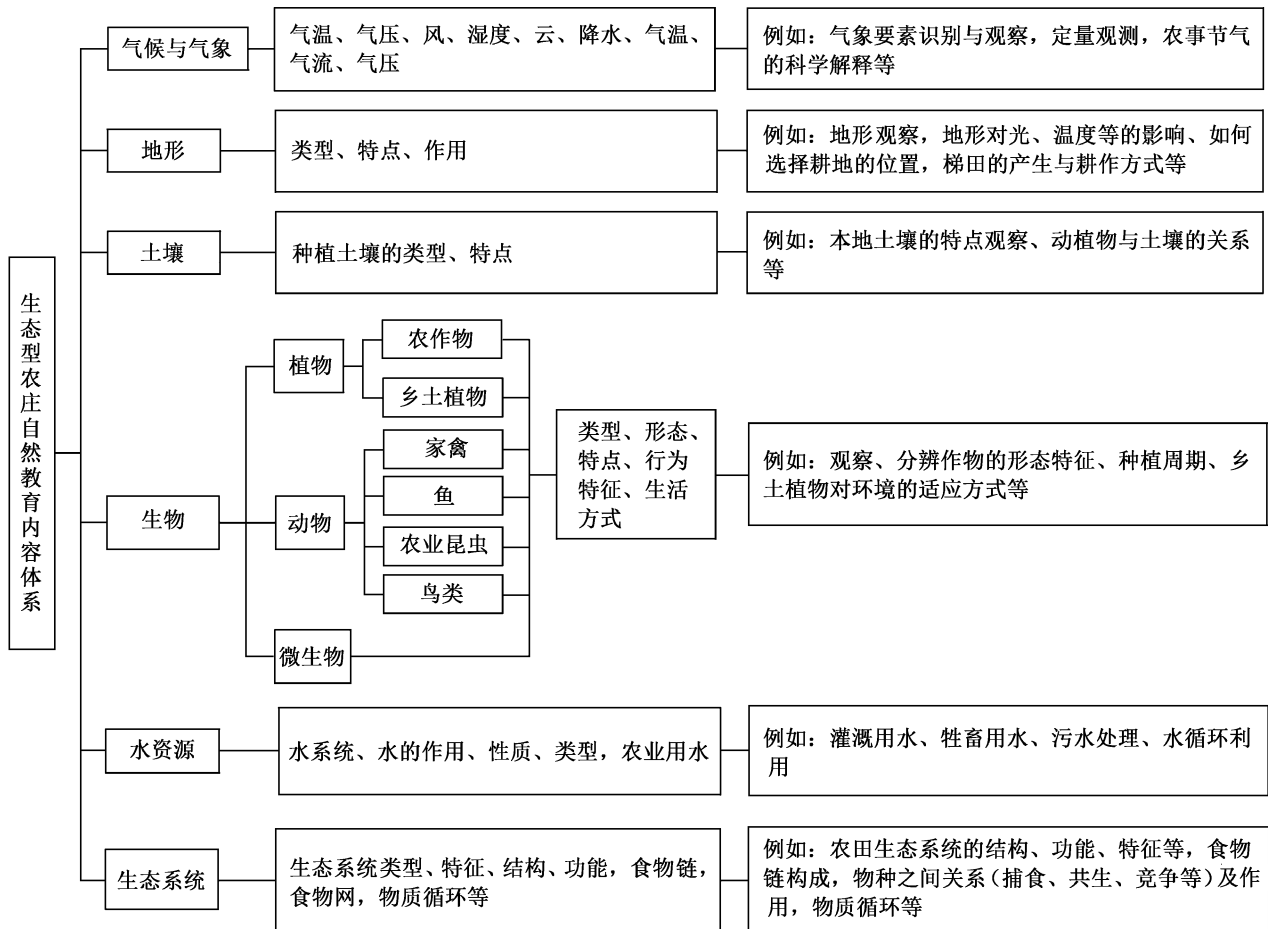 生态型农庄自然教育内容体系
气候与气象
气温、气压、风、湿度、云、降水、气温、
气流、气压
例如：气象要素识别与观察，定量观测，农事节气
的科学解释等
地形
类型、特点、作用
例如：地形观察，地形对光、温度等的影响、如何
选择耕地的位置，梯田的产生与耕作方式等
土壤
种植土壤的类型、特点
例如：本地土壤的特点观察、动植物与土壤的关系
等
生物
植物
农作物
乡土植物
动物
家禽
鱼
农业昆虫
鸟类
微生物
类型、形态、
特点、行为
特征、生活
方式
例如：观察、分辨作物的形态特征、种植周期、乡
土植物对环境的适应方式等
水资源
水系统、水的作用、性质、类型，农业用水
例如：灌溉用水、牲畜用水、污水处理、水循环利
用
生态系统
生态系统类型、特征、结构、功能，食物链，
食物网，物质循环等
例如：农田生态系统的结构、功能、特征等，食物
链构成，物种之间关系（捕食、共生、竞争等）及作
用，物质循环等